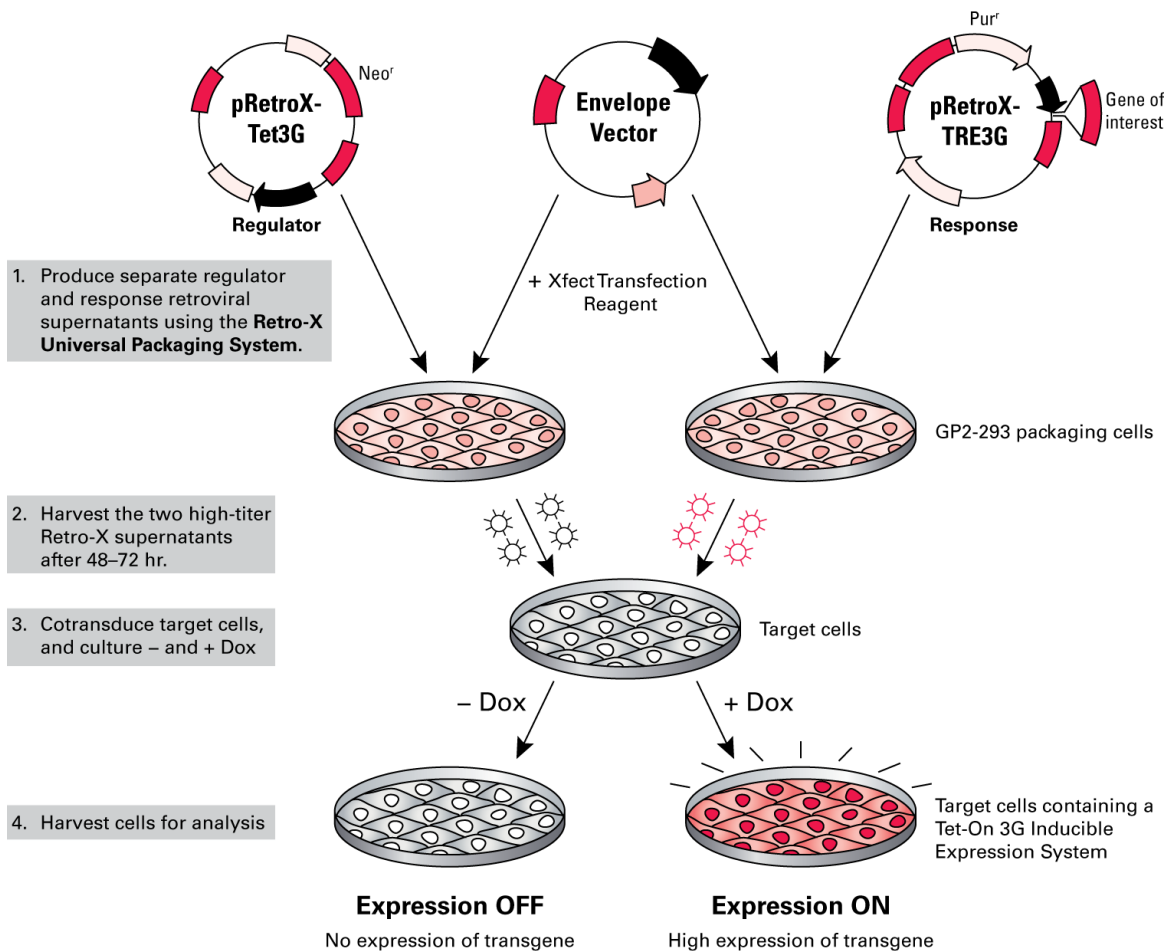 Neoʳ
pRetroX-
Tet3G
Regulator
Envelope
Vector
Purʳ
pRetroX-
TRE3G
Gene of
interest
Response
1. Produce separate regulator
and response retroviral
supernatants using the Retro-X
Universal Packaging System.
+ Xfect Transfection
Reagent
GP2-293 packaging cells
2. Harvest the two high-titer
Retro-X supernatants
after 48–72 hr.
3. Cotransduce target cells,
and culture – and + Dox
Target cells
– Dox
+ Dox
4. Harvest cells for analysis
Target cells containing a
Tet-On 3G Inducible
Expression System
Expression OFF
No expression of transgene
Expression ON
High expression of transgene